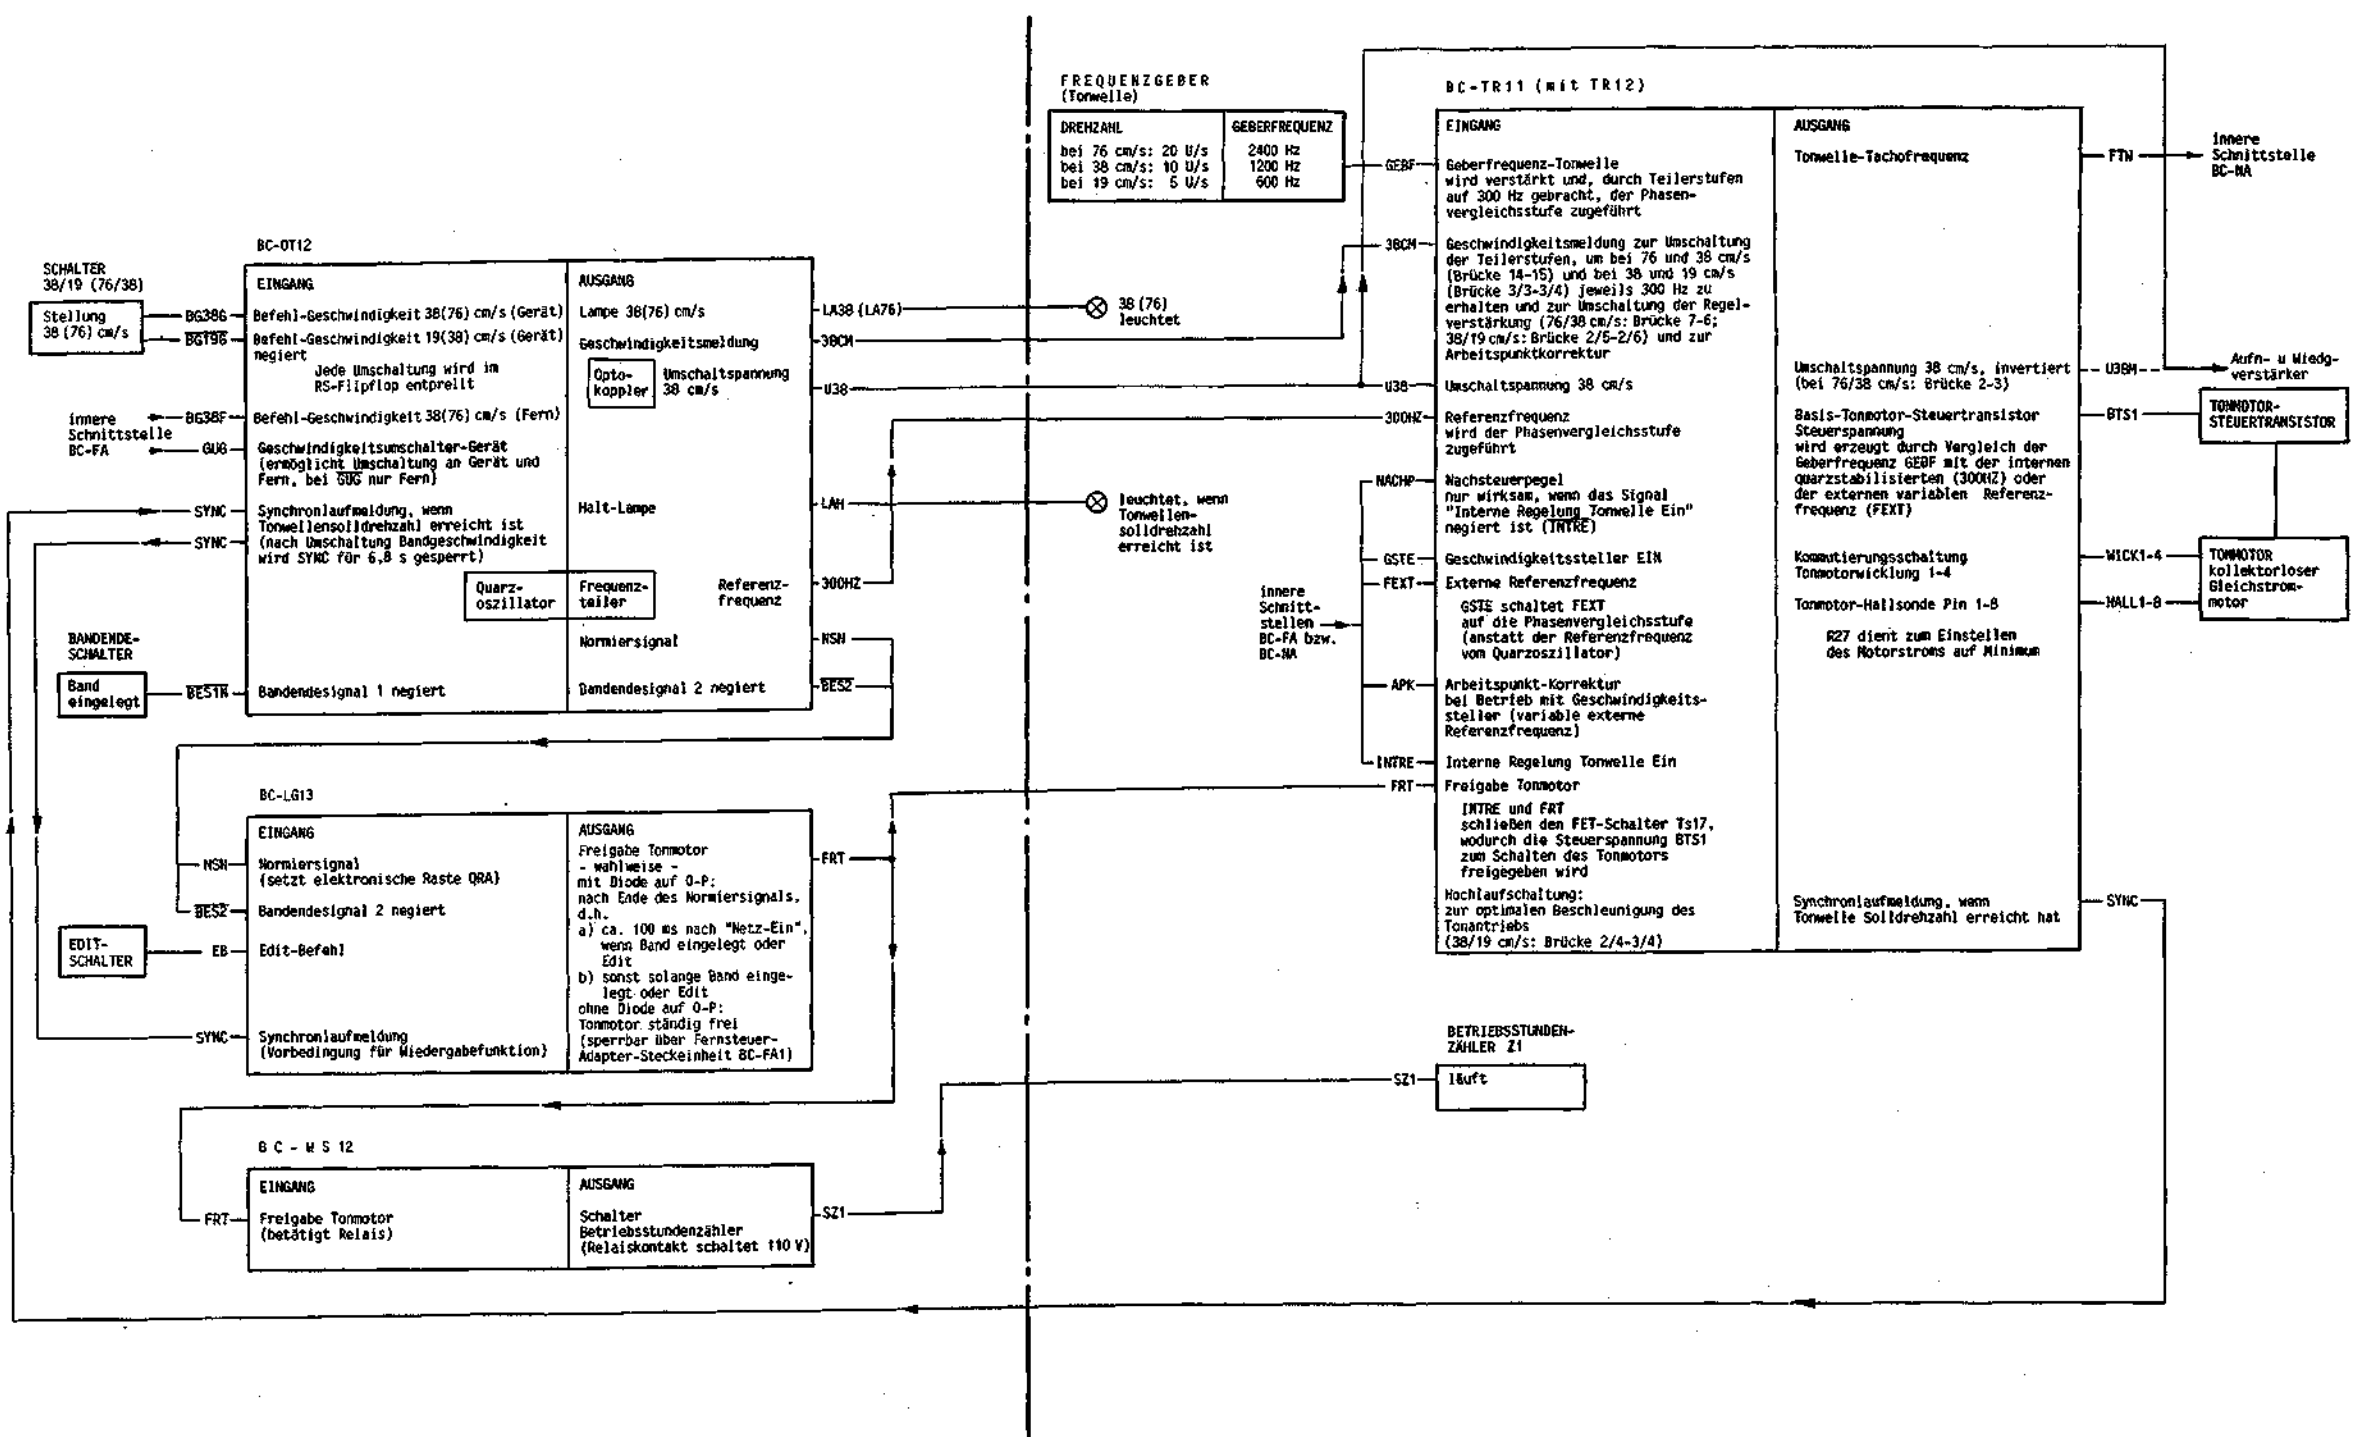 SCHALTER
38/19 (76/38)
Stellung
38 (76) cm/s
BG38G
BG19G
innere
Schnittstelle
BC-FA
BG38F
GUG
SYNC
SYNC
BANDENDE-
SCHALTER
Band
eingelegt
BES1N
BC-OT12
EINGANG
Befehl-Geschwindigkeit 38(76) cm/s (Gerät)
Befehl-Geschwindigkeit 19(38) cm/s (Gerät)
negiert
Jede Umschaltung wird im
RS-Flipflop entprellt
Befehl-Geschwindigkeit 38(76) cm/s (Fern)
Geschwindigkeitsumschalter-Gerät
(ermöglicht Umschaltung an Gerät und
Fern, bei GUG nur Fern)
Synchronlaufmeldung, wenn
Tonwellensolldrehzahl erreicht ist
(nach Umschaltung Bandgeschwindigkeit
wird SYNC für 6,8 s gesperrt)
Quarz-
oszillator
Bandendesignal 1 negiert
AUSGANG
Lampe 38(76) cm/s
Geschwindigkeitsmeldung
Opto-
koppler
Umschaltspannung
38 cm/s
Halt-Lampe
Frequenz-
teiler
Referenz-
frequenz
Normiersignal
Bandendesignal 2 negiert
LA38 (LA76)
38CM
U38
LAH
300HZ
NSN
BES2
38 (76)
leuchtet
leuchtet, wenn
Tonwellen-
solldrehzahl
erreicht ist
BC-LG13
NSN
BES2
EDIT-
SCHALTER
EB
SYNC
EINGANG
Normiersignal
(setzt elektronische Raste QRA)
Bandendesignal 2 negiert
Edit-Befehl
Synchronlaufmeldung
(Vorbedingung für Wiedergabefunktion)
AUSGANG
Freigabe Tonmotor
- wahlweise -
mit Diode auf O-P:
nach Ende des Normiersignals,
d.h.
a) ca. 100 ms nach "Netz-Ein",
wenn Band eingelegt oder
Edit
b) sonst solange Band einge-
legt oder Edit
ohne Diode auf O-P:
Tonmotor ständig frei
(sperrbar über Fernsteuer-
Adapter-Steckeinheit BC-FA1)
FRT
BC-WS12
FRT
EINGANG
Freigabe Tonmotor
(betätigt Relais)
AUSGANG
Schalter
Betriebsstundenzähler
(Relaiskontakt schaltet 110 V)
SZ1
FREQUENZGEBER
(Tonwelle)
DREHZAHL GEBERFREQUENZ
bei 76 cm/s: 20 U/s 2400 Hz
bei 38 cm/s: 10 U/s 1200 Hz
bei 19 cm/s: 5 U/s 600 Hz
GEBF
38CM
U38
300HZ
NACHP
GSTE
FEXT
innere
Schnitt-
stellen
BC-FA bzw.
BC-NA
APK
INTRE
FRT
BC-TR11 (mit TR12)
EINGANG
Geberfrequenz-Tonwelle
wird verstärkt und, durch Teilerstufen
auf 300 Hz gebracht, der Phasen-
vergleichsstufe zugeführt
Geschwindigkeitsmeldung zur Umschaltung
der Teilerstufen, um bei 76 und 38 cm/s
(Brücke 14-15) und bei 38 und 19 cm/s
(Brücke 3/3-3/4) jeweils 300 Hz zu
erhalten und zur Umschaltung der Regel-
verstärkung (76/38 cm/s: Brücke 7-6;
38/19 cm/s: Brücke 2/5-2/6) und zur
Arbeitspunktkorrektur
Umschaltspannung 38 cm/s
Referenzfrequenz
wird der Phasenvergleichsstufe
zugeführt
Nachsteuerpegel
nur wirksam, wenn das Signal
"Interne Regelung Tonwelle Ein"
negiert ist (INTRE)
Geschwindigkeitssteller EIN
Externe Referenzfrequenz
GSTE schaltet FEXT
auf die Phasenvergleichsstufe
(anstatt der Referenzfrequenz
vom Quarzoszillator)
Arbeitspunkt-Korrektur
bei Betrieb mit Geschwindigkeits-
steller (variable externe
Referenzfrequenz)
Interne Regelung Tonwelle Ein
Freigabe Tonmotor
INTRE und FRT
schließen den FET-Schalter Ts17,
wodurch die Steuerspannung BTS1
zum Schalten des Tonmotors
freigegeben wird
Hochlaufschaltung:
zur optimalen Beschleunigung des
Tonantriebs
(38/19 cm/s: Brücke 2/4-3/4)
AUSGANG
Tonwelle-Tachofrequenz
Umschaltspannung 38 cm/s, invertiert
(bei 76/38 cm/s: Brücke 2-3)
Basis-Tonmotor-Steuertransistor
Steuerspannung
wird erzeugt durch Vergleich der
Geberfrequenz GEBF mit der internen
quarzstabilisierten (300HZ) oder
der externen variablen Referenz-
frequenz (FEXT)
Kommutierungsschaltung
Tonmotorwicklung 1-4
Tonmotor-Hallsonde Pin 1-8
R27 dient zum Einstellen
des Motorstroms auf Minimum
Synchronlaufmeldung, wenn
Tonwelle Solldrehzahl erreicht hat
FTW
U38M
BTS1
WICK1-4
HALL1-8
SYNC
innere
Schnittstelle
BC-NA
Aufn- u Wiedg-
verstärker
TONMOTOR-
STEUERTRANSISTOR
TONMOTOR
kollektorloser
Gleichstrom-
motor
BETRIEBSSTUNDEN-
ZÄHLER Z1
SZ1
läuft